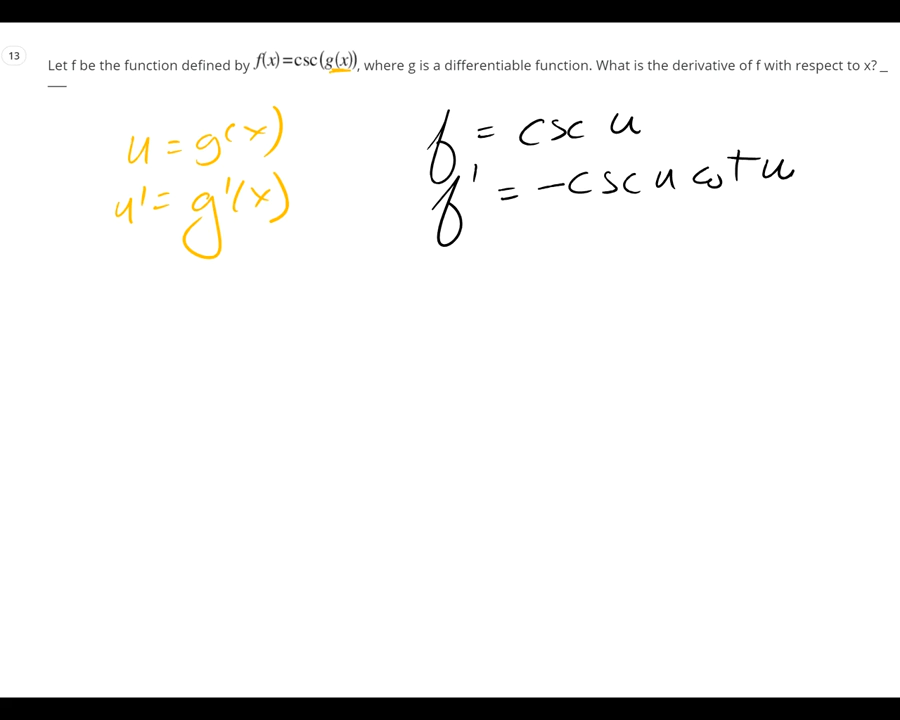 13
Let f be the function defined by f(x)=csc(g(x)), where g is a differentiable function. What is the derivative of f with respect to x? _
__
u = g(x)
u' = g'(x)
f = csc u
f' = -csc u cot u